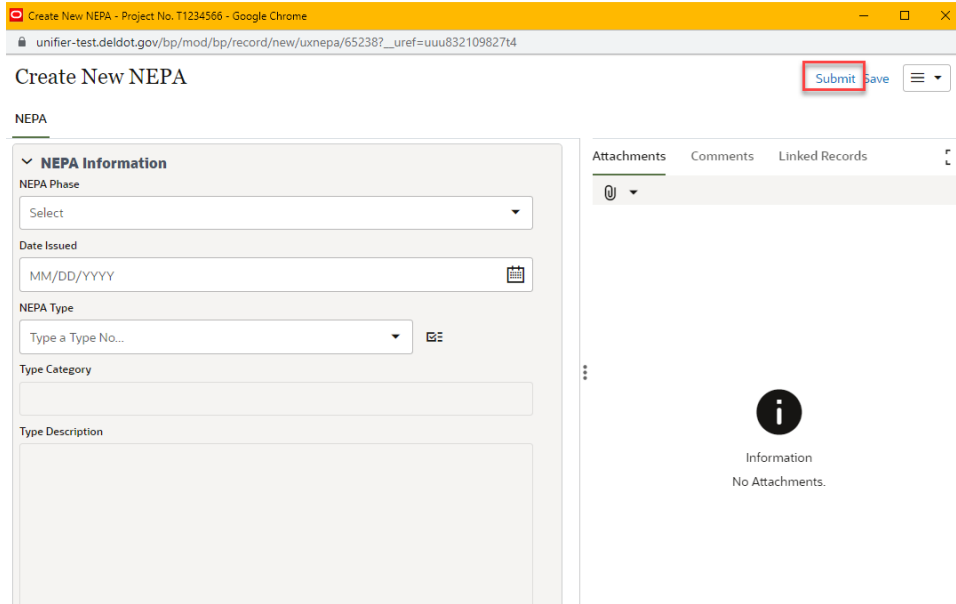 Create New NEPA - Project No. T1234566 - Google Chrome
unifier-test.deldot.gov/bp/mod/bp/record/new/uxnepa/65238?__uref=uuu832109827t4
Create New NEPA
Submit Save
NEPA
NEPA Information
NEPA Phase
Select
Date Issued
MM/DD/YYYY
NEPA Type
Type a Type No...
Type Category
Type Description
Attachments Comments Linked Records
Information
No Attachments.